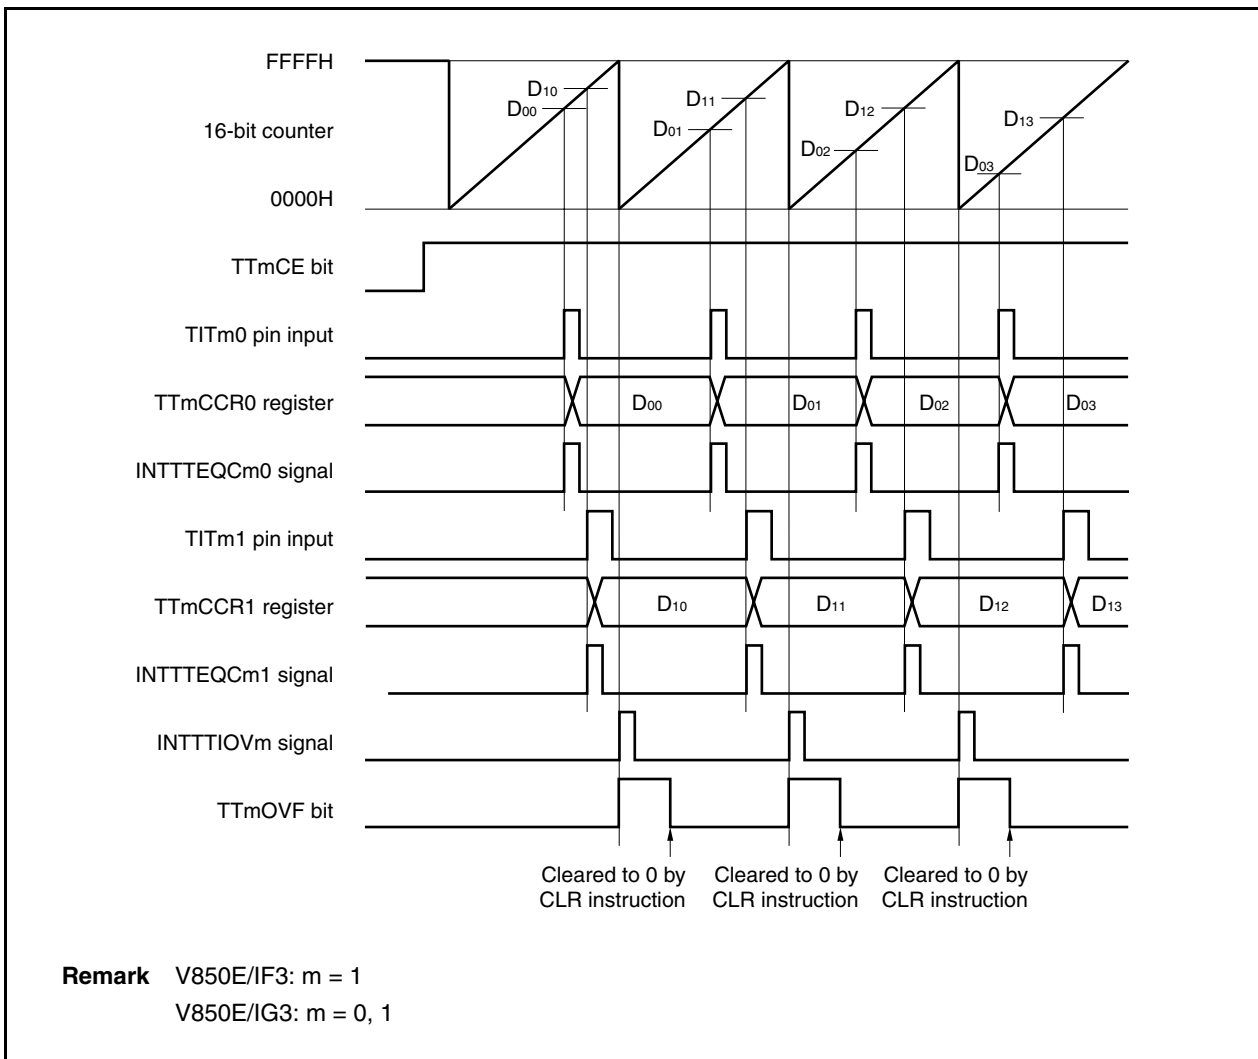 FFFFH
D10
D00
D11
D01
D12
D02
D13
D03
16-bit counter
0000H
TTmCE bit
TITm0 pin input
TTmCCR0 register
D00
D01
D02
D03
INTTTEQCm0 signal
TITm1 pin input
TTmCCR1 register
D10
D11
D12
D13
INTTTEQCm1 signal
INTTTIOVm signal
TTmOVF bit
Cleared to 0 by
CLR instruction
Cleared to 0 by
CLR instruction
Cleared to 0 by
CLR instruction
Remark V850E/IF3: m = 1
V850E/IG3: m = 0, 1